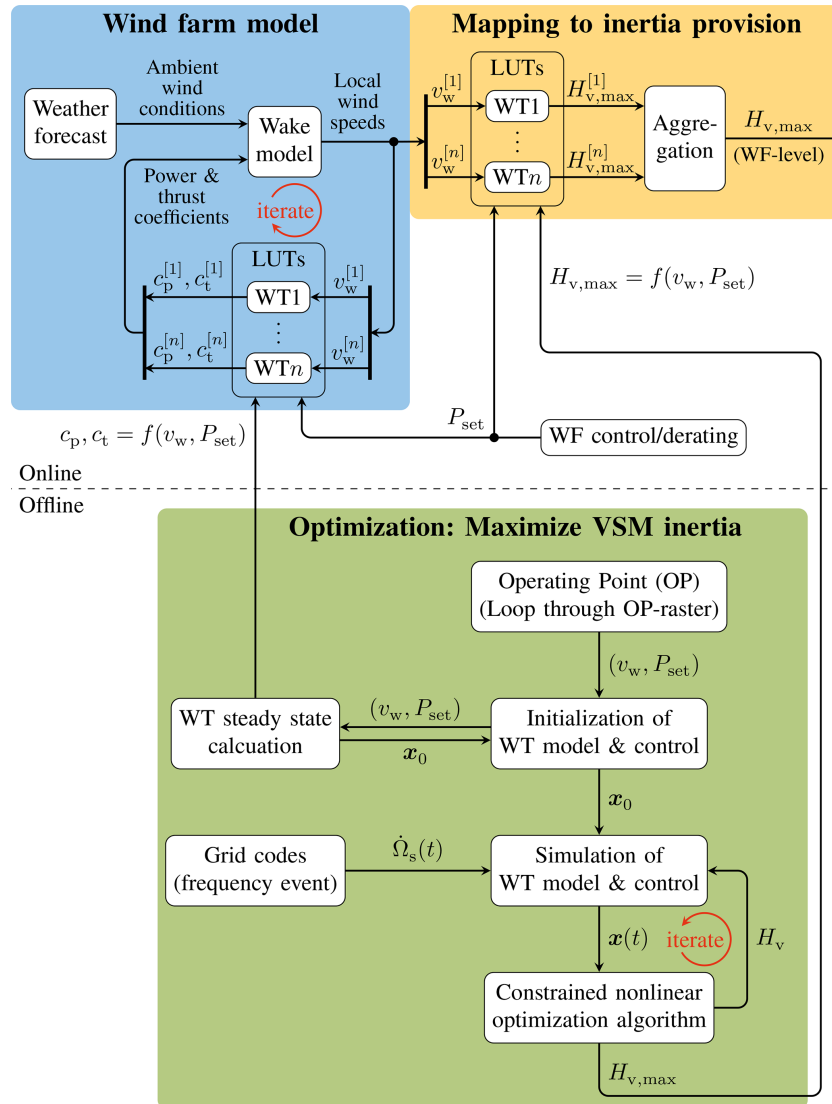 Wind farm model
Mapping to inertia provision
Weather
forecast
Ambient
wind
conditions
Wake
model
Local
wind
speeds
Power &
thrust
coefficients
iterate
LUTs
WT1
⋮
WTn
c_p^[1], c_t^[1]
c_p^[n], c_t^[n]
v_w^[1]
v_w^[n]
v_w^[1]
v_w^[n]
LUTs
WT1
⋮
WTn
H_v,max^[1]
H_v,max^[n]
Aggre-
gation
H_v,max
(WF-level)
H_v,max = f(v_w, P_set)
c_p, c_t = f(v_w, P_set)
P_set
WF control/derating
Online
Offline
Optimization: Maximize VSM inertia
Operating Point (OP)
(Loop through OP-raster)
(v_w, P_set)
WT steady state
calcuation
(v_w, P_set)
x_0
Initialization of
WT model & control
x_0
Grid codes
(frequency event)
Ω̇_s(t)
Simulation of
WT model & control
x(t)
iterate
H_v
Constrained nonlinear
optimization algorithm
H_v,max